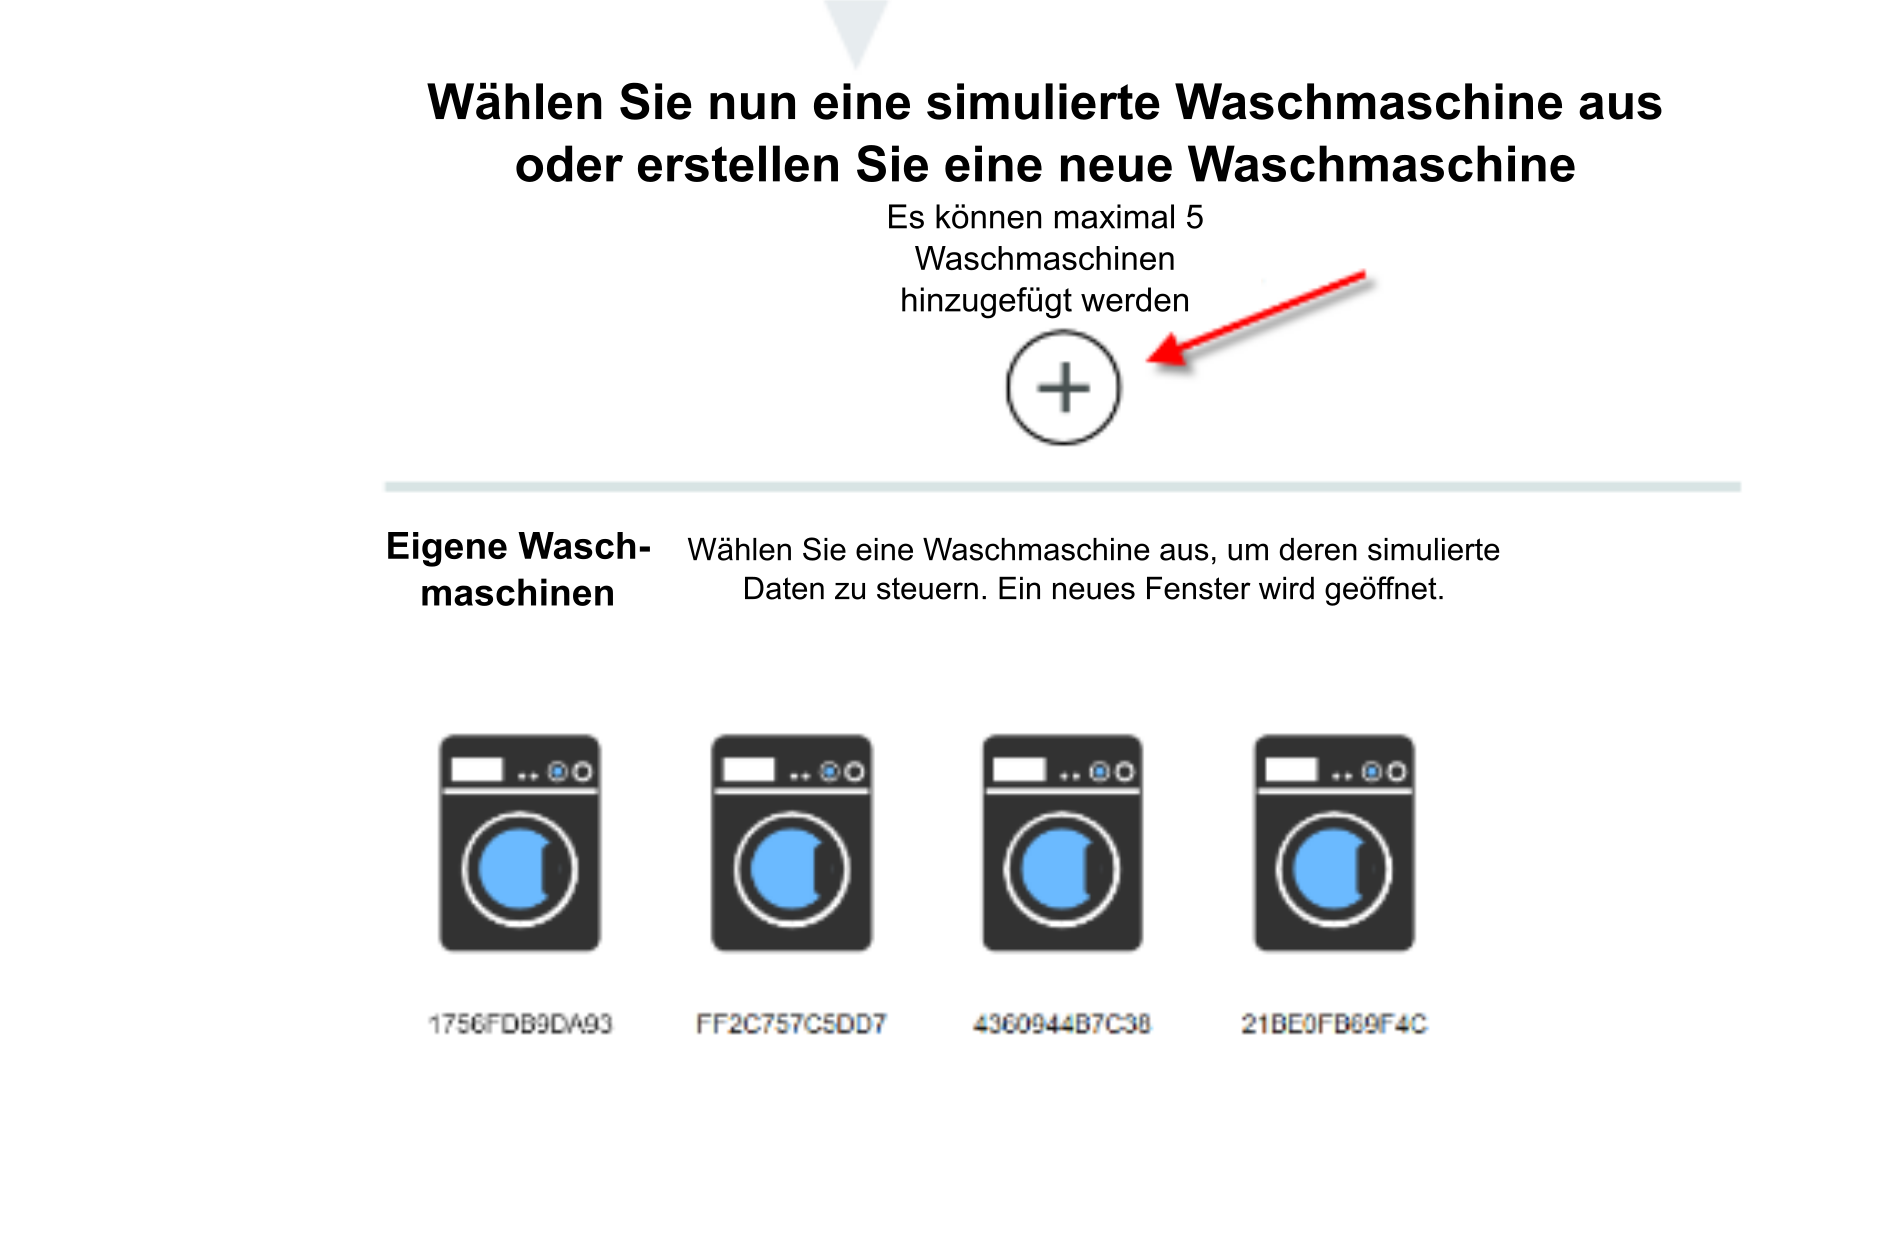 Wählen Sie nun eine simulierte Waschmaschine aus
oder erstellen Sie eine neue Waschmaschine
Es können maximal 5
Waschmaschinen
hinzugefügt werden
Eigene Wasch-
maschinen
Wählen Sie eine Waschmaschine aus, um deren simulierte
Daten zu steuern. Ein neues Fenster wird geöffnet.
1756FDB9DA93
FF2C757C5DD7
4360944B7C38
21BE0FB69F4C